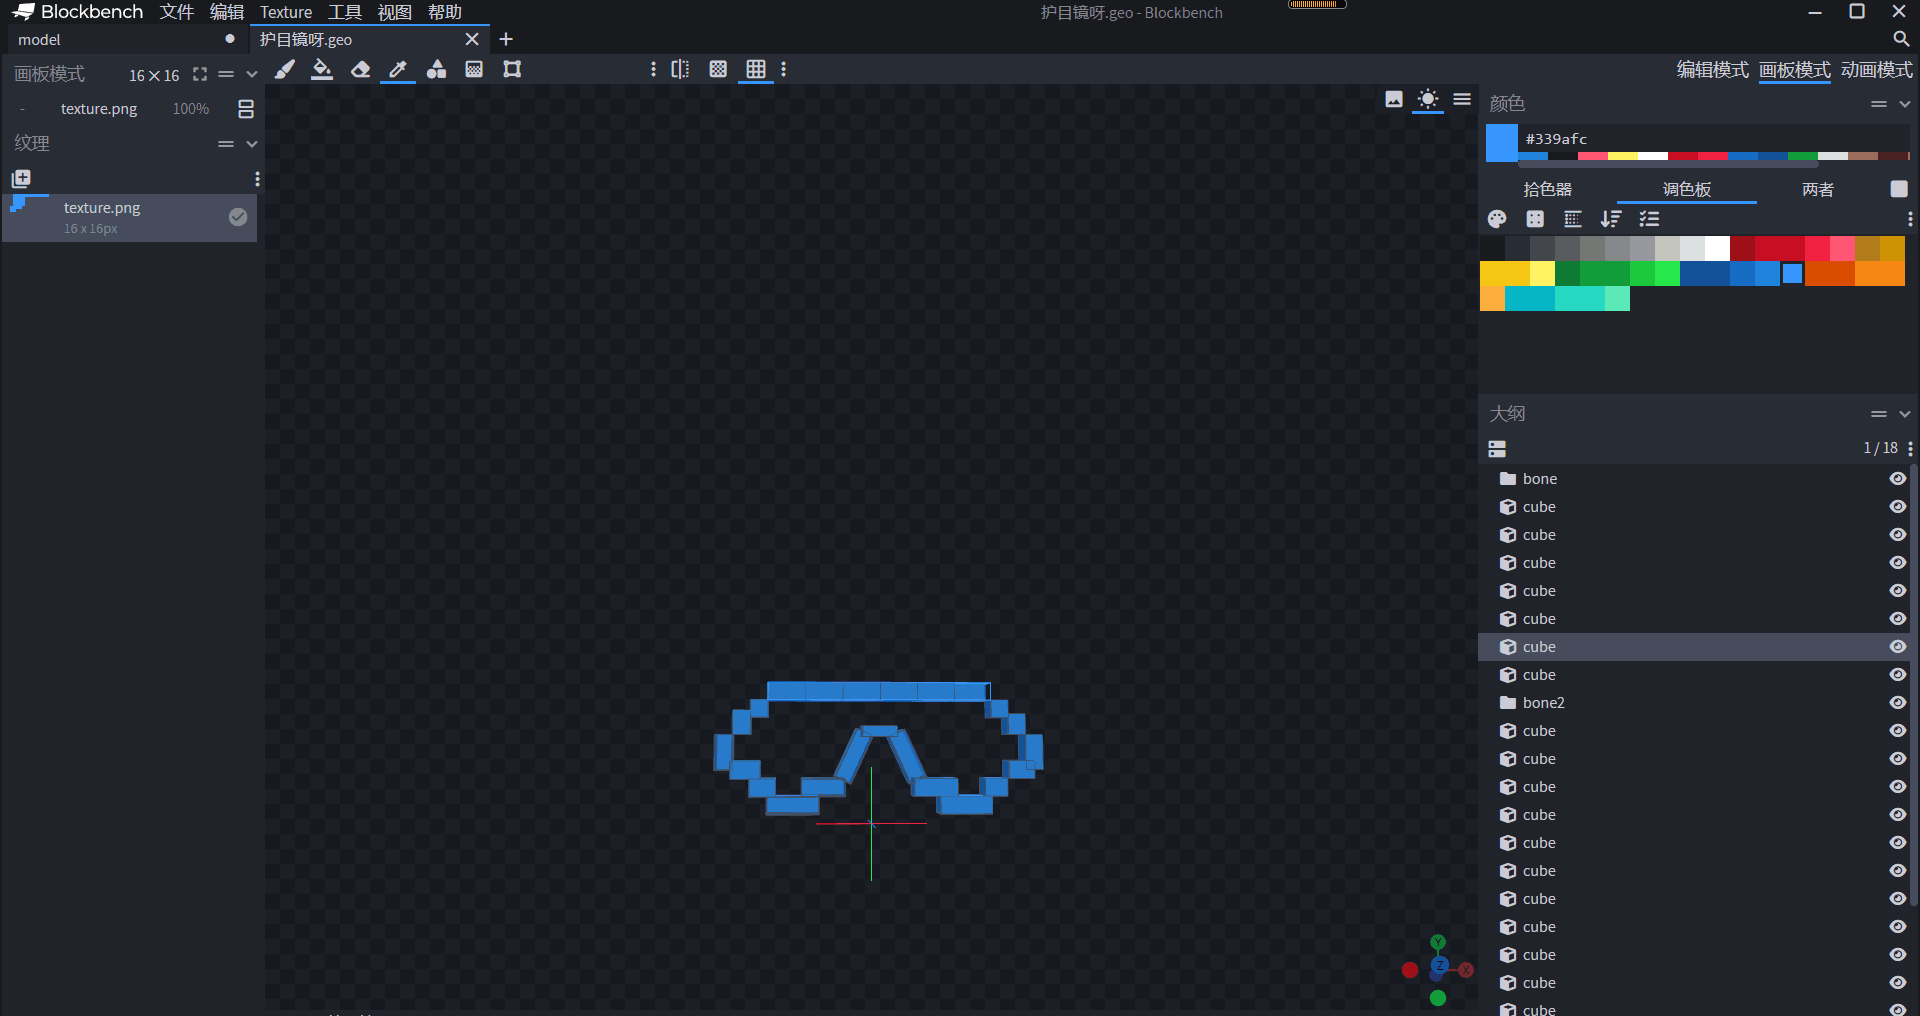 Blockbench 文件 编辑 Texture 工具 视图 帮助
护目镜呀.geo - Blockbench
model
护目镜呀.geo
画板模式 16×16
- texture.png 100%
纹理
texture.png
16 x 16px
编辑模式 画板模式 动画模式
颜色
#339afc
拾色器 调色板 两者
大纲
1 / 18
bone
cube
cube
cube
cube
cube
cube
cube
bone2
cube
cube
cube
cube
cube
cube
cube
cube
cube
cube
cube
Y
Z
X